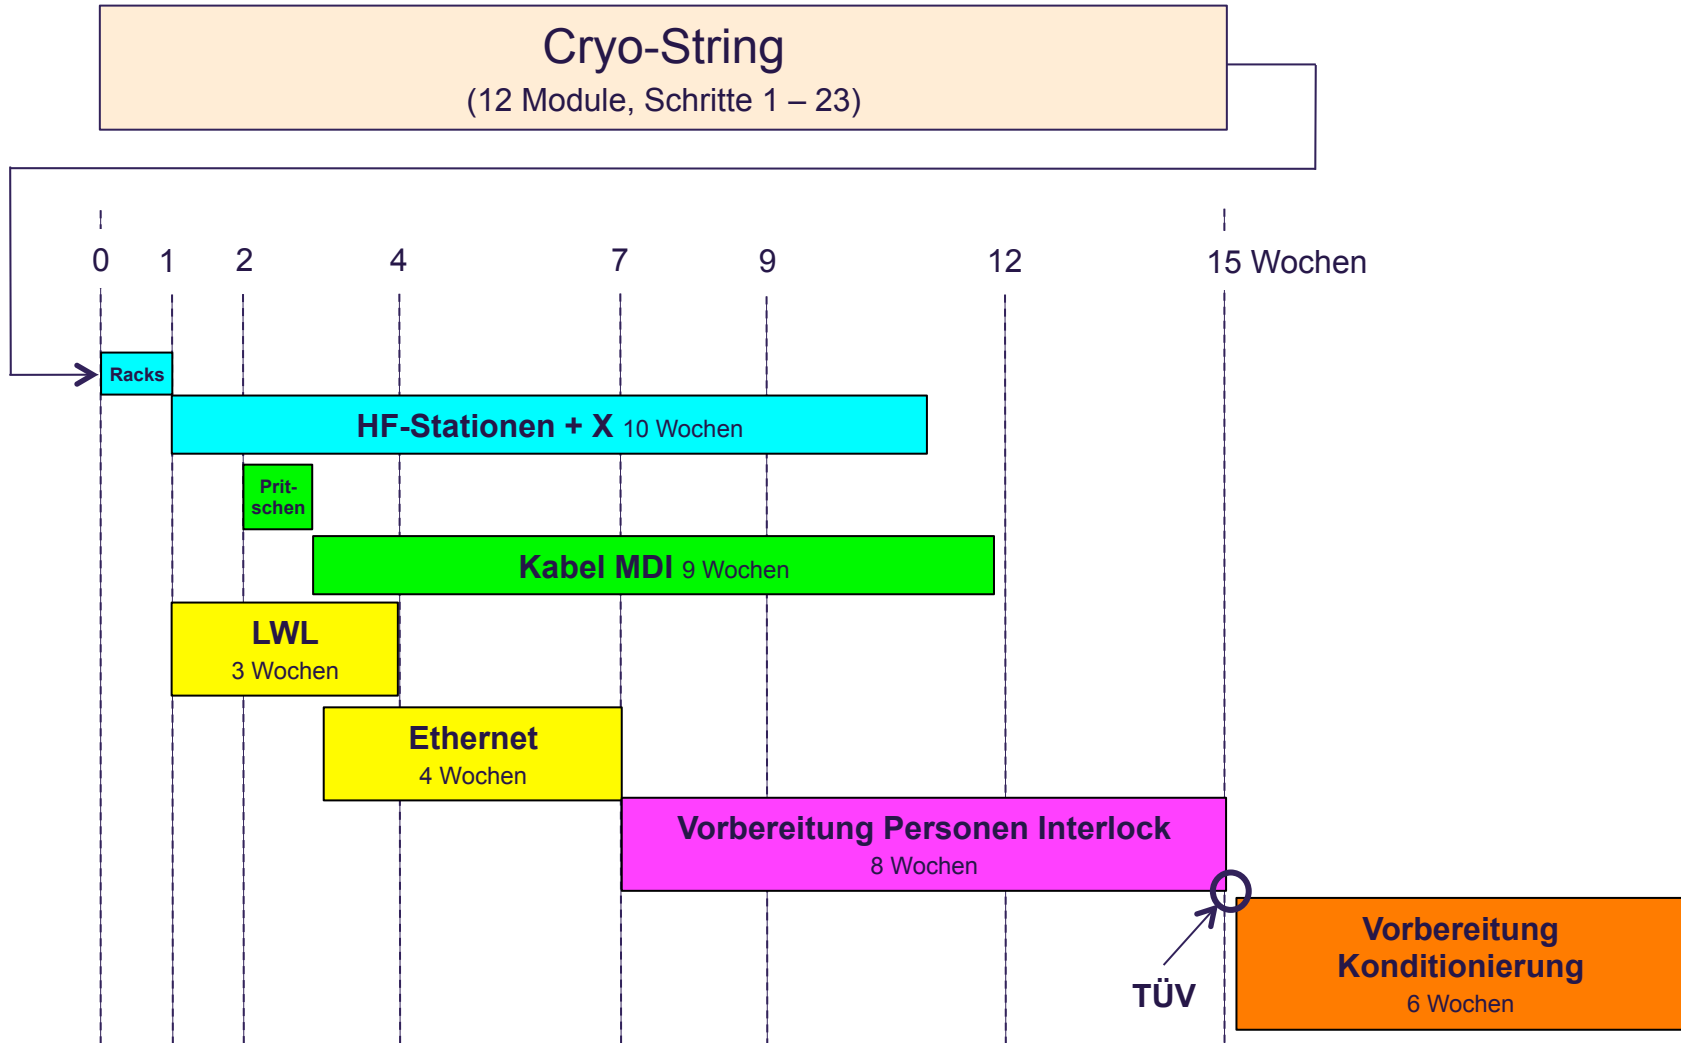 Cryo-String
(12 Module, Schritte 1 – 23)
0 1 2 4 7 9 12 15 Wochen
Racks
HF-Stationen + X 10 Wochen
Prit-
schen
Kabel MDI 9 Wochen
LWL
3 Wochen
Ethernet
4 Wochen
Vorbereitung Personen Interlock
8 Wochen
TÜV
Vorbereitung
Konditionierung
6 Wochen